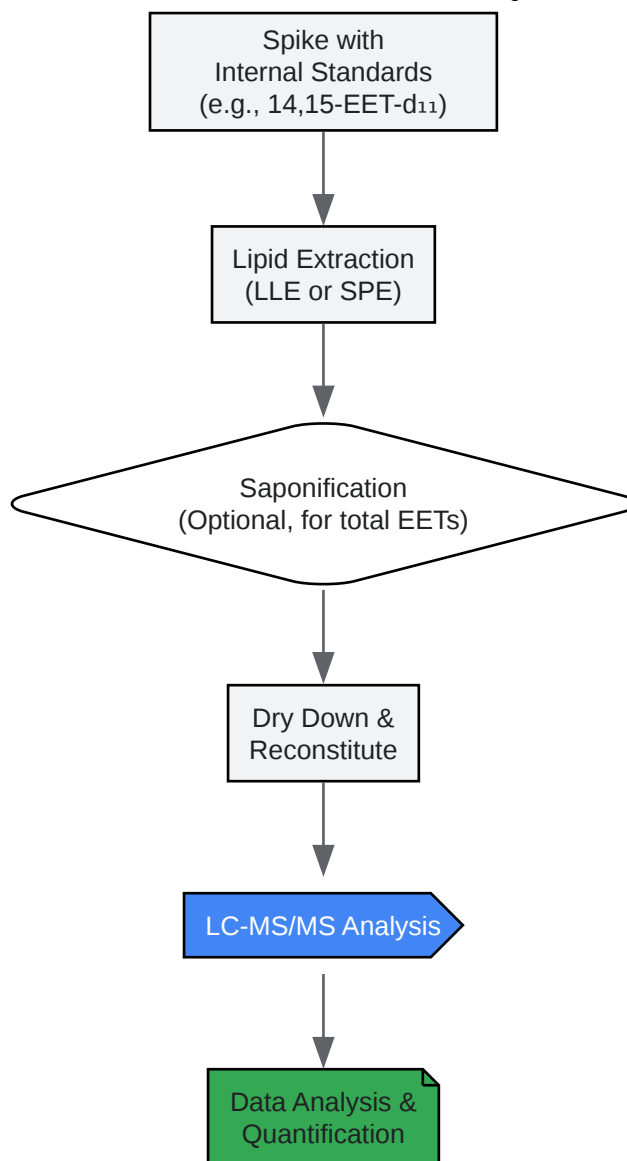 Spike with
Internal Standards
(e.g., 14,15-EET-d₁₁)
Lipid Extraction
(LLE or SPE)
Saponification
(Optional, for total EETs)
Dry Down &
Reconstitute
LC-MS/MS Analysis
Data Analysis &
Quantification